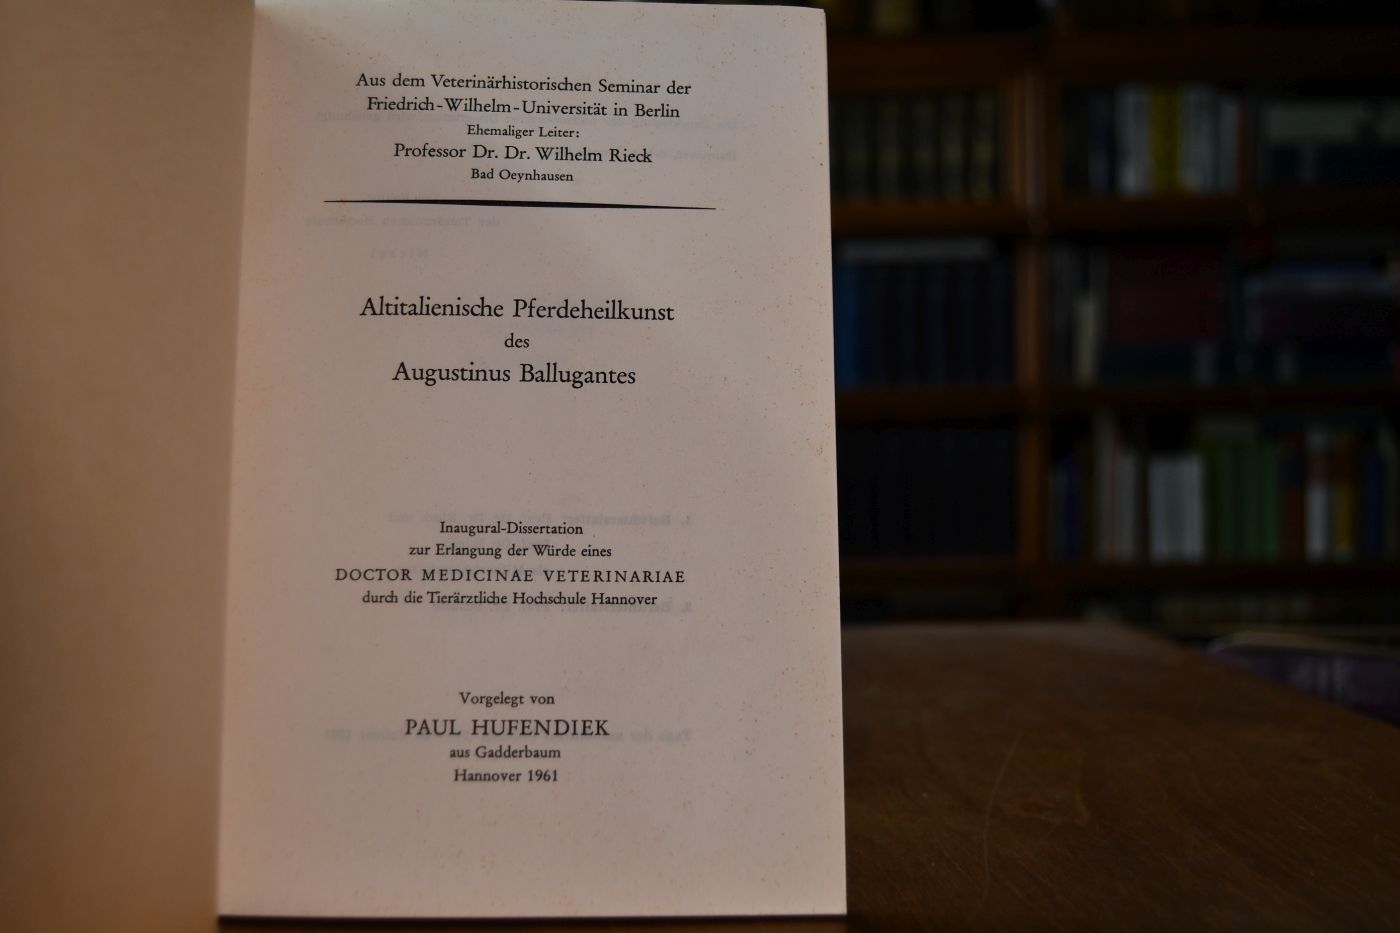 Aus dem Veterinärhistorischen Seminar der
Friedrich-Wilhelm-Universität in Berlin
Ehemaliger Leiter:
Professor Dr. Dr. Wilhelm Rieck
Bad Oeynhausen
Altitalienische Pferdeheilkunst
des
Augustinus Ballugantes
Inaugural-Dissertation
zur Erlangung der Würde eines
DOCTOR MEDICINAE VETERINARIAE
durch die Tierärztliche Hochschule Hannover
Vorgelegt von
PAUL HUFENDIEK
aus Gadderbaum
Hannover 1961